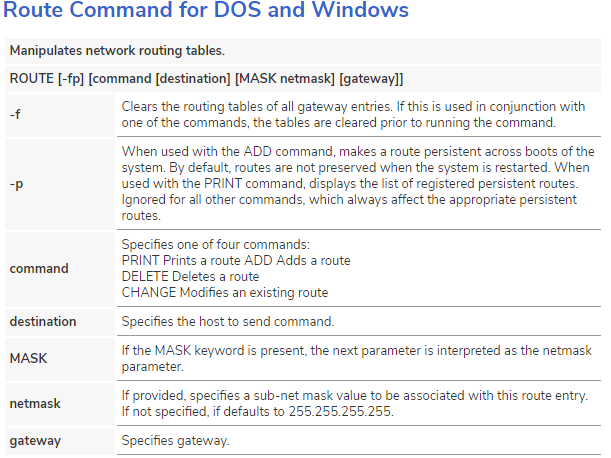 Route Command for DOS and Windows
Manipulates network routing tables.
ROUTE [-fp] [command [destination] [MASK netmask] [gateway]]
-f
Clears the routing tables of all gateway entries. If this is used in conjunction with
one of the commands, the tables are cleared prior to running the command.
-p
When used with the ADD command, makes a route persistent across boots of the
system. By default, routes are not preserved when the system is restarted. When
used with the PRINT command, displays the list of registered persistent routes.
Ignored for all other commands, which always affect the appropriate persistent
routes.
command
Specifies one of four commands:
PRINT Prints a route ADD Adds a route
DELETE Deletes a route
CHANGE Modifies an existing route
destination
Specifies the host to send command.
MASK
If the MASK keyword is present, the next parameter is interpreted as the netmask
parameter.
netmask
If provided, specifies a sub-net mask value to be associated with this route entry.
If not specified, if defaults to 255.255.255.255.
gateway
Specifies gateway.